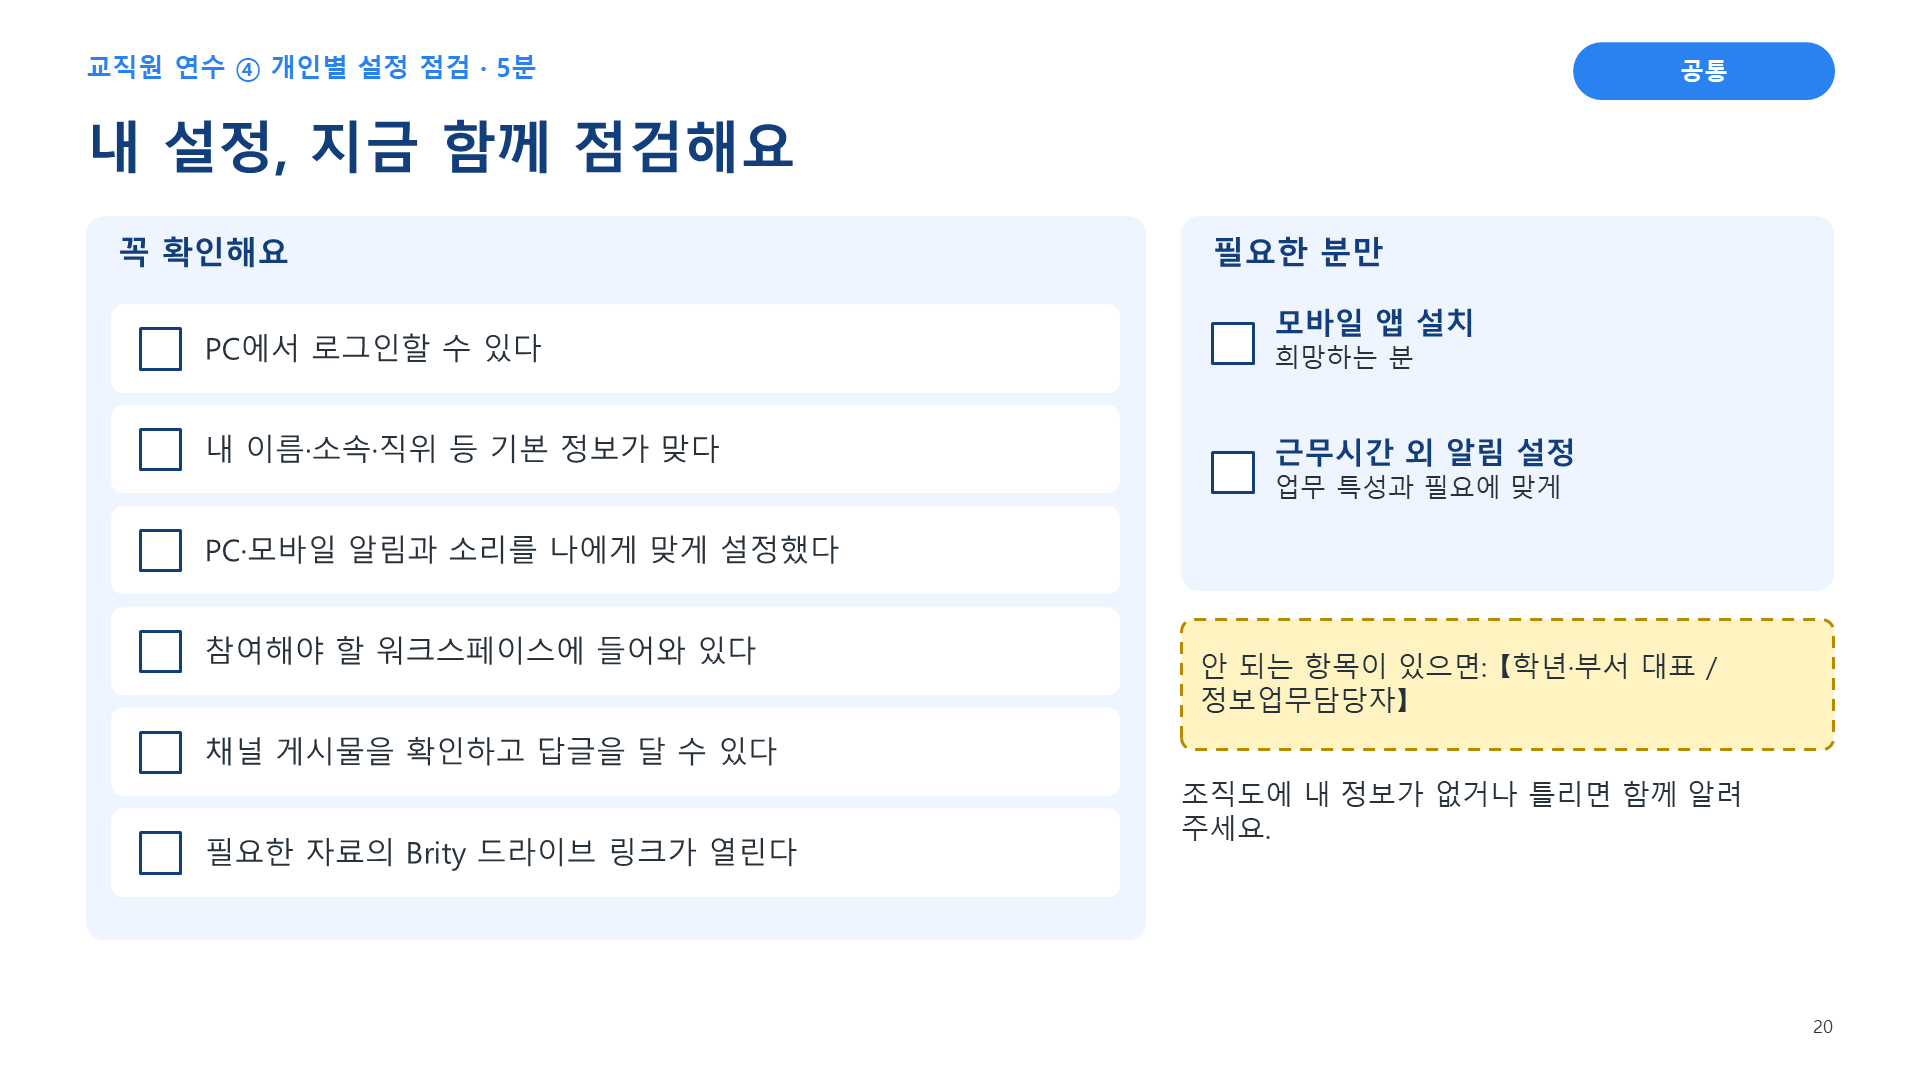 교직원 연수 ④ 개인별 설정 점검 · 5분
공통
내 설정, 지금 함께 점검해요
꼭 확인해요
PC에서 로그인할 수 있다
내 이름·소속·직위 등 기본 정보가 맞다
PC·모바일 알림과 소리를 나에게 맞게 설정했다
참여해야 할 워크스페이스에 들어와 있다
채널 게시물을 확인하고 답글을 달 수 있다
필요한 자료의 Brity 드라이브 링크가 열린다
필요한 분만
모바일 앱 설치
희망하는 분
근무시간 외 알림 설정
업무 특성과 필요에 맞게
안 되는 항목이 있으면: 【학년·부서 대표 /
정보업무담당자】
조직도에 내 정보가 없거나 틀리면 함께 알려
주세요.
20